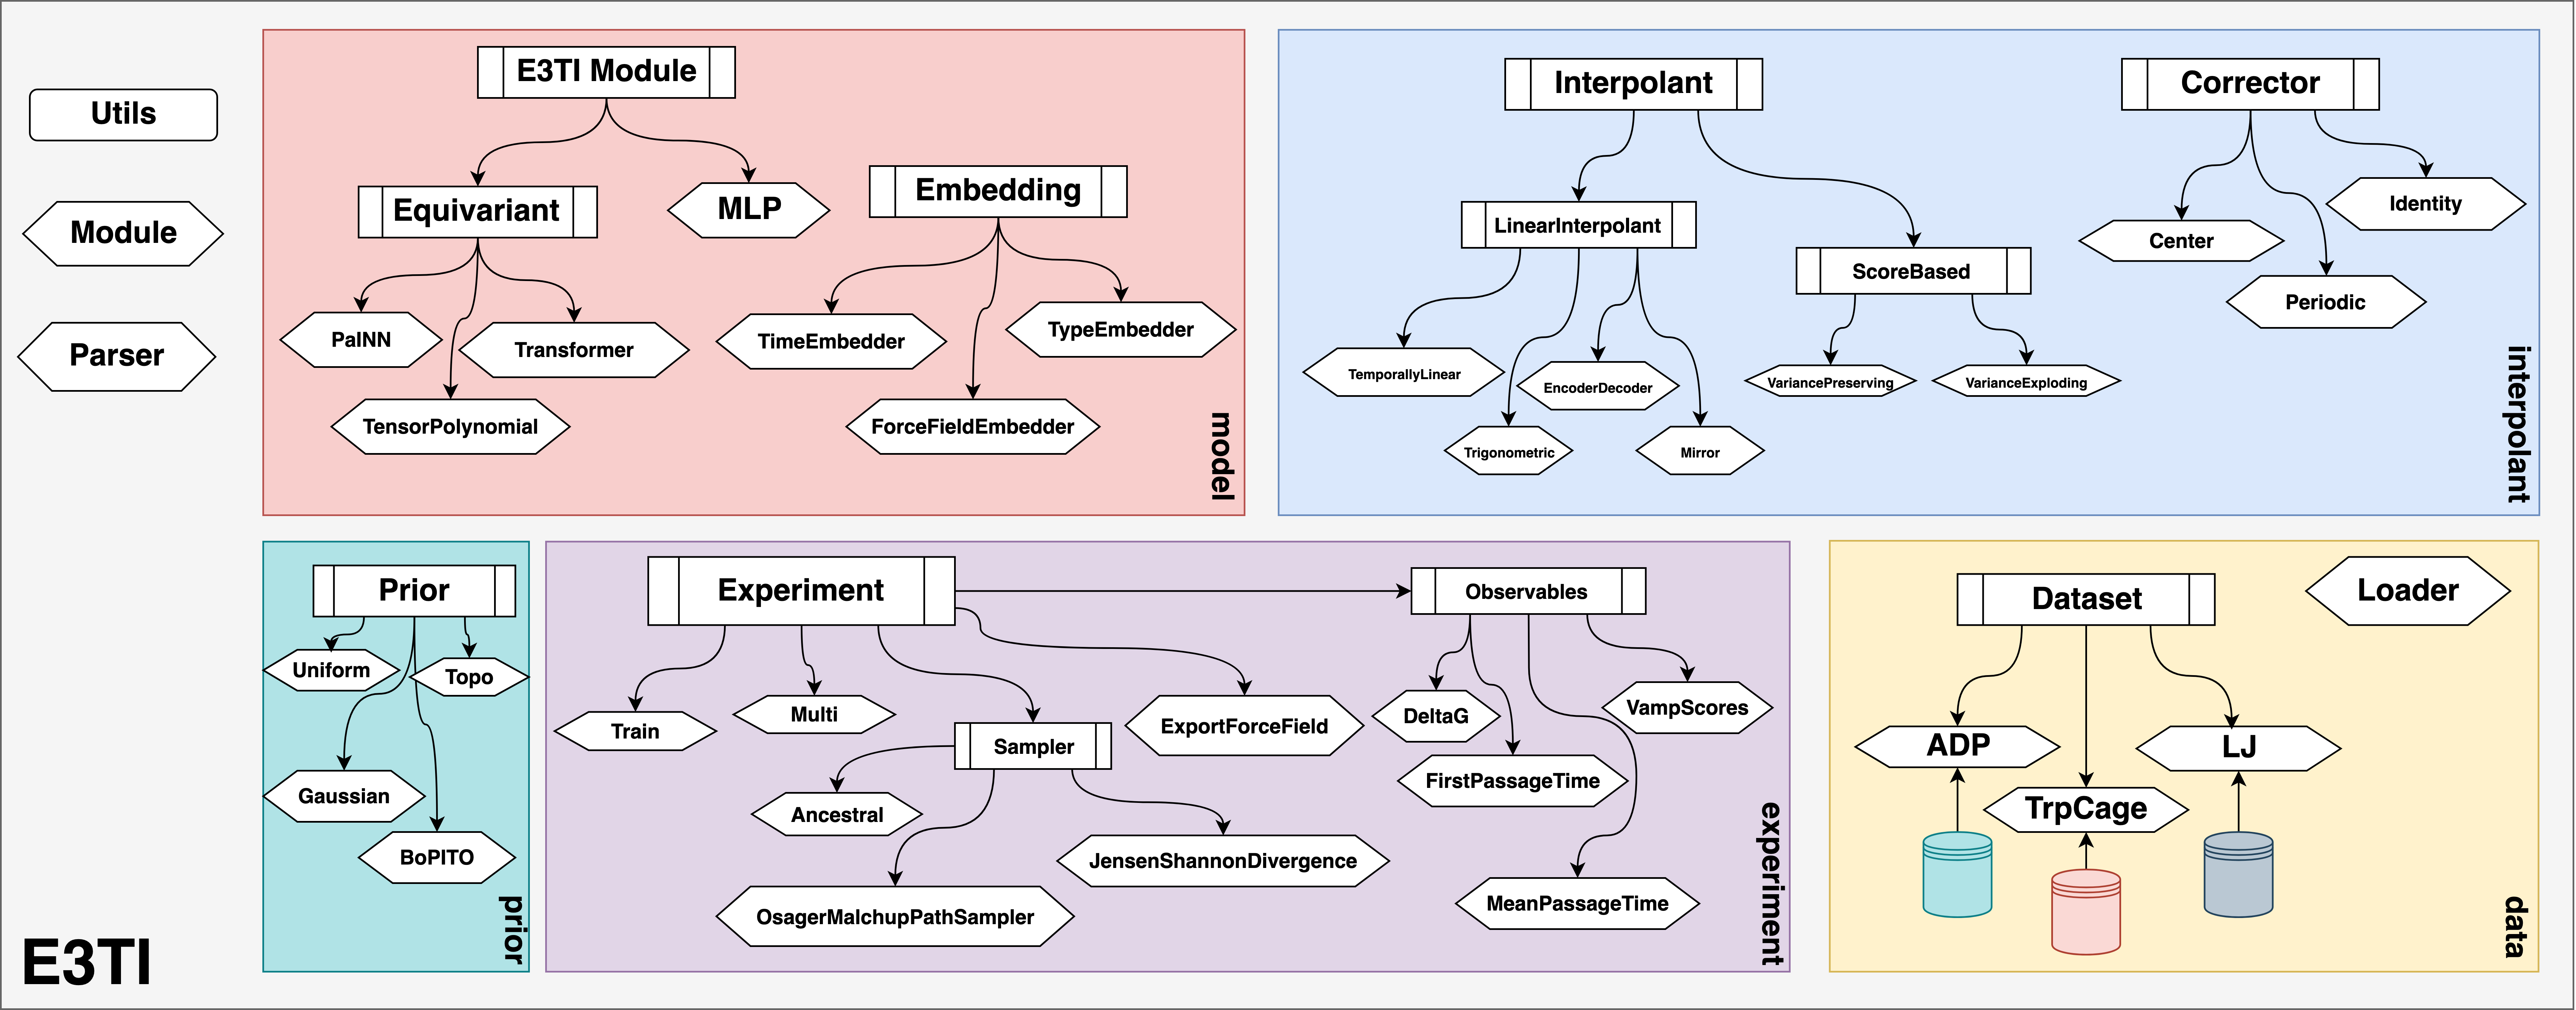 Utils
Module
Parser
E3TI
E3TI Module
Equivariant
MLP
Embedding
PaINN
Transformer
TensorPolynomial
TimeEmbedder
TypeEmbedder
ForceFieldEmbedder
model
Interpolant
Corrector
LinearInterpolant
ScoreBased
Center
Identity
Periodic
TemporallyLinear
EncoderDecoder
VariancePreserving
VarianceExploding
Trigonometric
Mirror
interpolant
Prior
Uniform
Topo
Gaussian
BoPITO
prior
Experiment
Observables
Train
Multi
Sampler
ExportForceField
DeltaG
VampScores
FirstPassageTime
Ancestral
JensenShannonDivergence
OsagerMalchupPathSampler
MeanPassageTime
experiment
Dataset
Loader
ADP
LJ
TrpCage
data